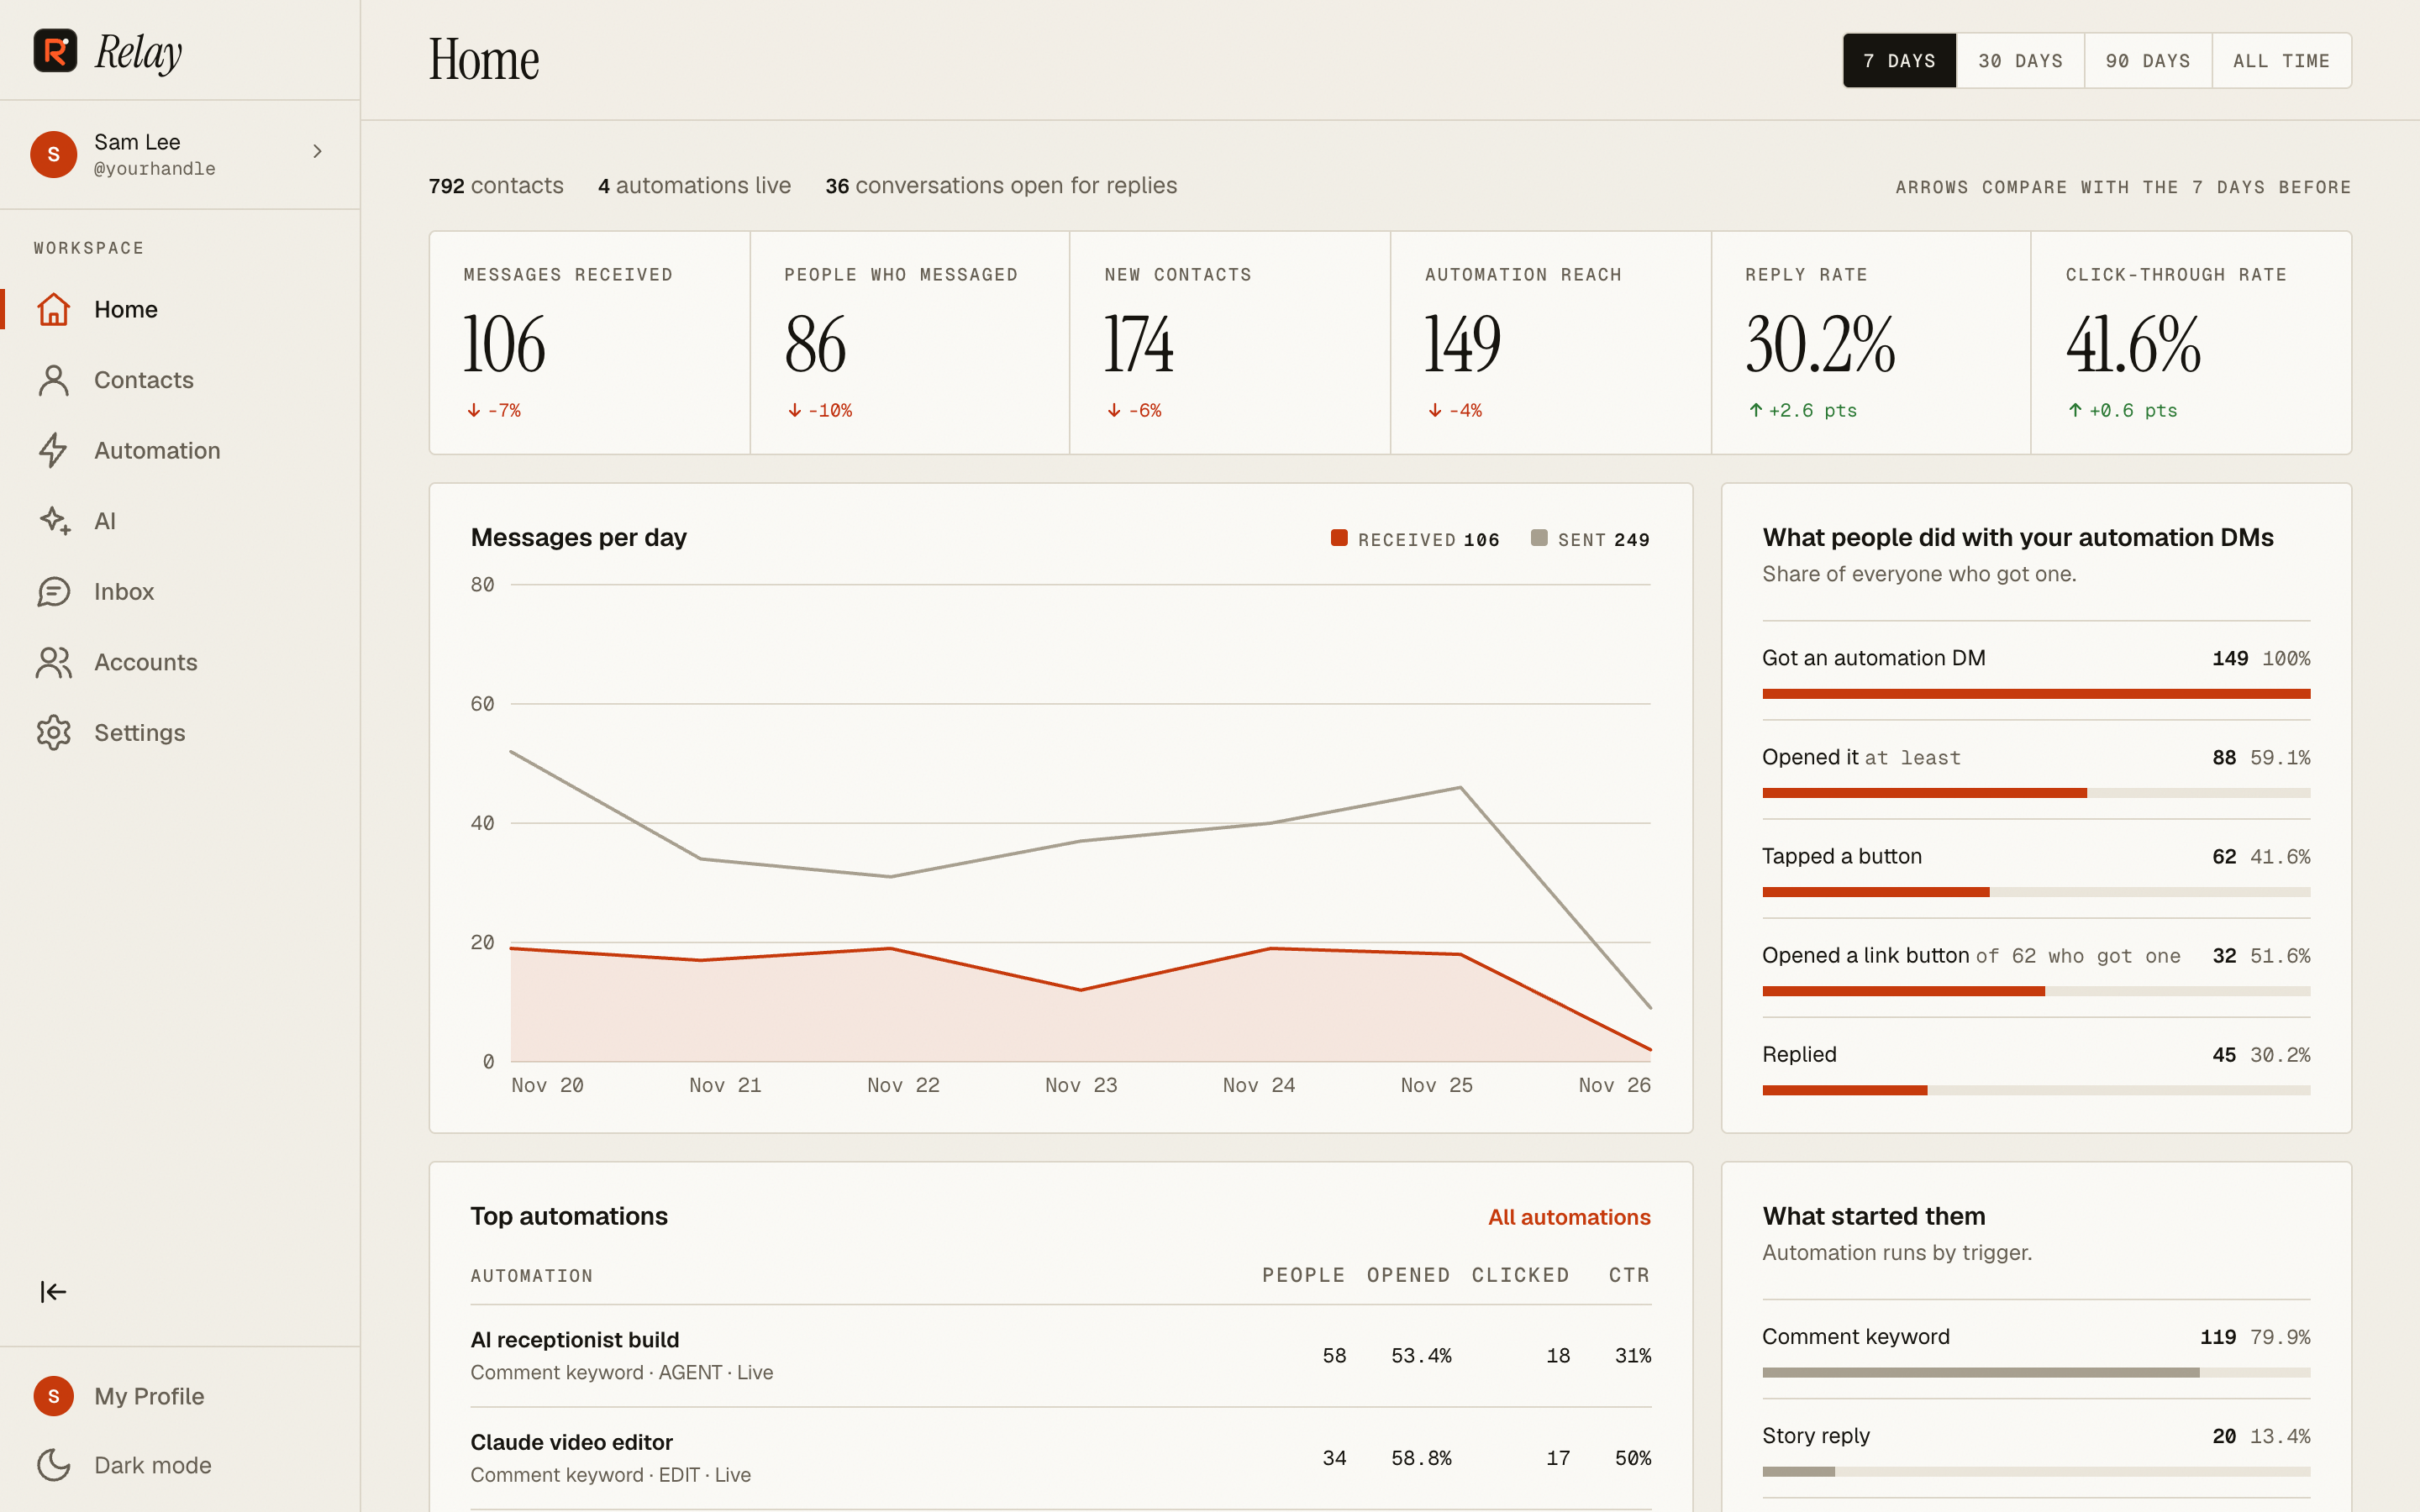 Relay
Sam Lee
@yourhandle
WORKSPACE
Home
Contacts
Automation
AI
Inbox
Accounts
Settings
S My Profile
Dark mode
Home
7 DAYS 30 DAYS 90 DAYS ALL TIME
792 contacts 4 automations live 36 conversations open for replies ARROWS COMPARE WITH THE 7 DAYS BEFORE
MESSAGES RECEIVED
106
↓ -7%
PEOPLE WHO MESSAGED
86
↓ -10%
NEW CONTACTS
174
↓ -6%
AUTOMATION REACH
149
↓ -4%
REPLY RATE
30.2%
↑ +2.6 pts
CLICK-THROUGH RATE
41.6%
↑ +0.6 pts
Messages per day RECEIVED 106 SENT 249
80
60
40
20
0
Nov 20 Nov 21 Nov 22 Nov 23 Nov 24 Nov 25 Nov 26
What people did with your automation DMs
Share of everyone who got one.
Got an automation DM 149 100%
Opened it at least 88 59.1%
Tapped a button 62 41.6%
Opened a link button of 62 who got one 32 51.6%
Replied 45 30.2%
Top automations All automations
AUTOMATION PEOPLE OPENED CLICKED CTR
AI receptionist build 58 53.4% 18 31%
Comment keyword · AGENT · Live
Claude video editor 34 58.8% 17 50%
Comment keyword · EDIT · Live
What started them
Automation runs by trigger.
Comment keyword 119 79.9%
Story reply 20 13.4%